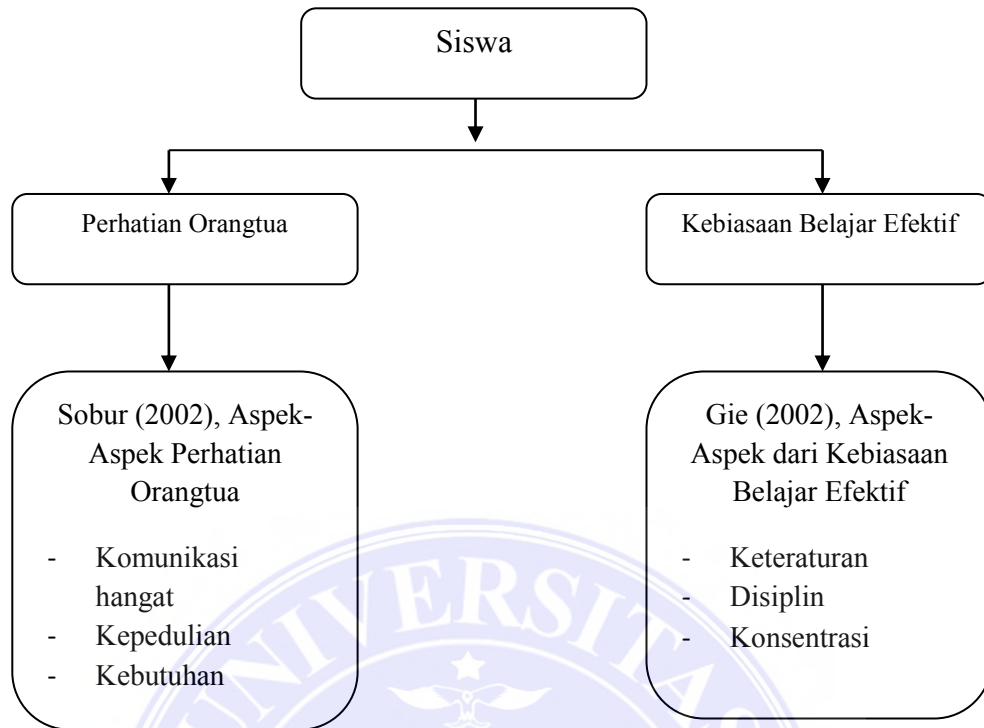 Siswa
Perhatian Orangtua
Kebiasaan Belajar Efektif
Sobur (2002), Aspek-
Aspek Perhatian
Orangtua
- Komunikasi
hangat
- Kepedulian
- Kebutuhan
Gie (2002), Aspek-
Aspek dari Kebiasaan
Belajar Efektif
- Keteraturan
- Disiplin
- Konsentrasi
UNIVERSITA